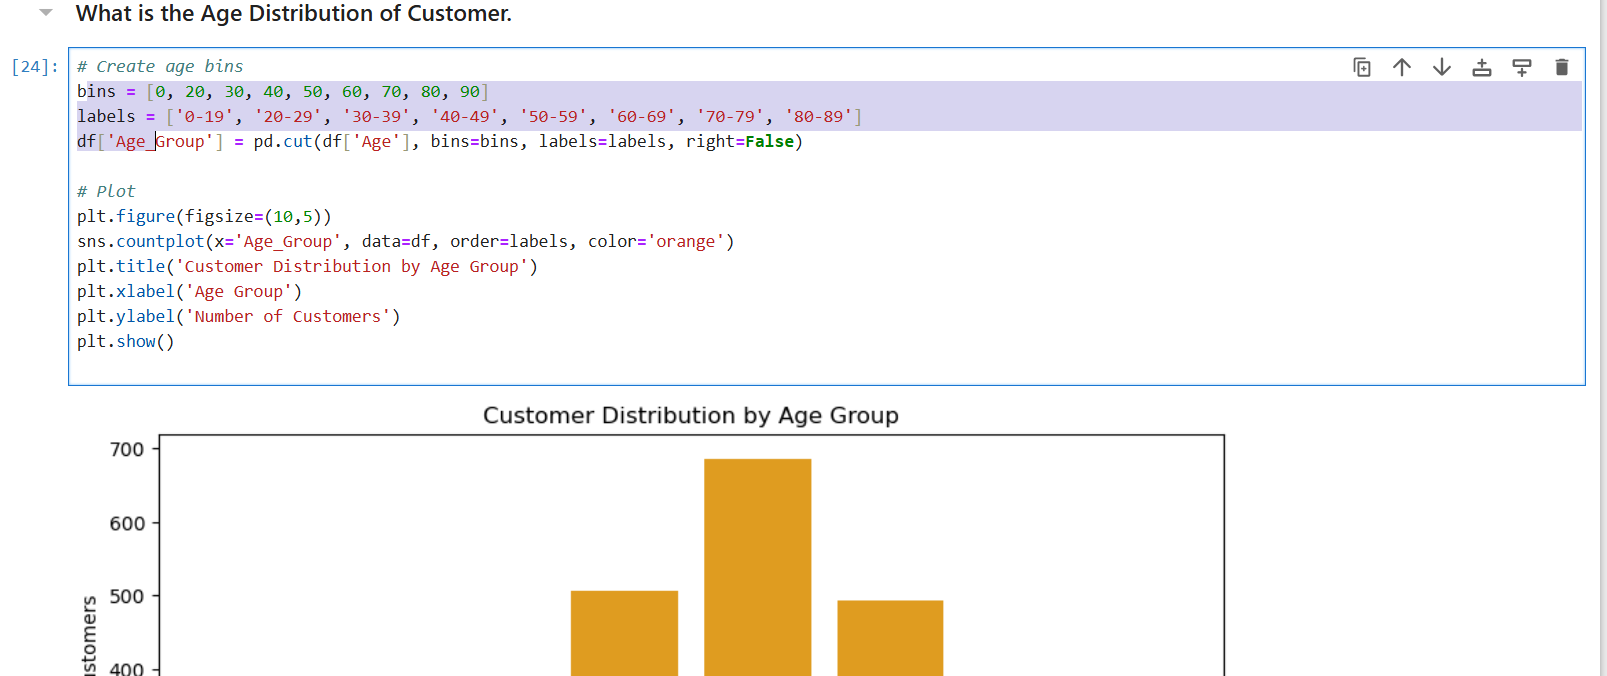 What is the Age Distribution of Customer.
[24]:
# Create age bins
bins = [0, 20, 30, 40, 50, 60, 70, 80, 90]
labels = ['0-19', '20-29', '30-39', '40-49', '50-59', '60-69', '70-79', '80-89']
df['Age_Group'] = pd.cut(df['Age'], bins=bins, labels=labels, right=False)
# Plot
plt.figure(figsize=(10,5))
sns.countplot(x='Age_Group', data=df, order=labels, color='orange')
plt.title('Customer Distribution by Age Group')
plt.xlabel('Age Group')
plt.ylabel('Number of Customers')
plt.show()
Customer Distribution by Age Group
700
600
500
400